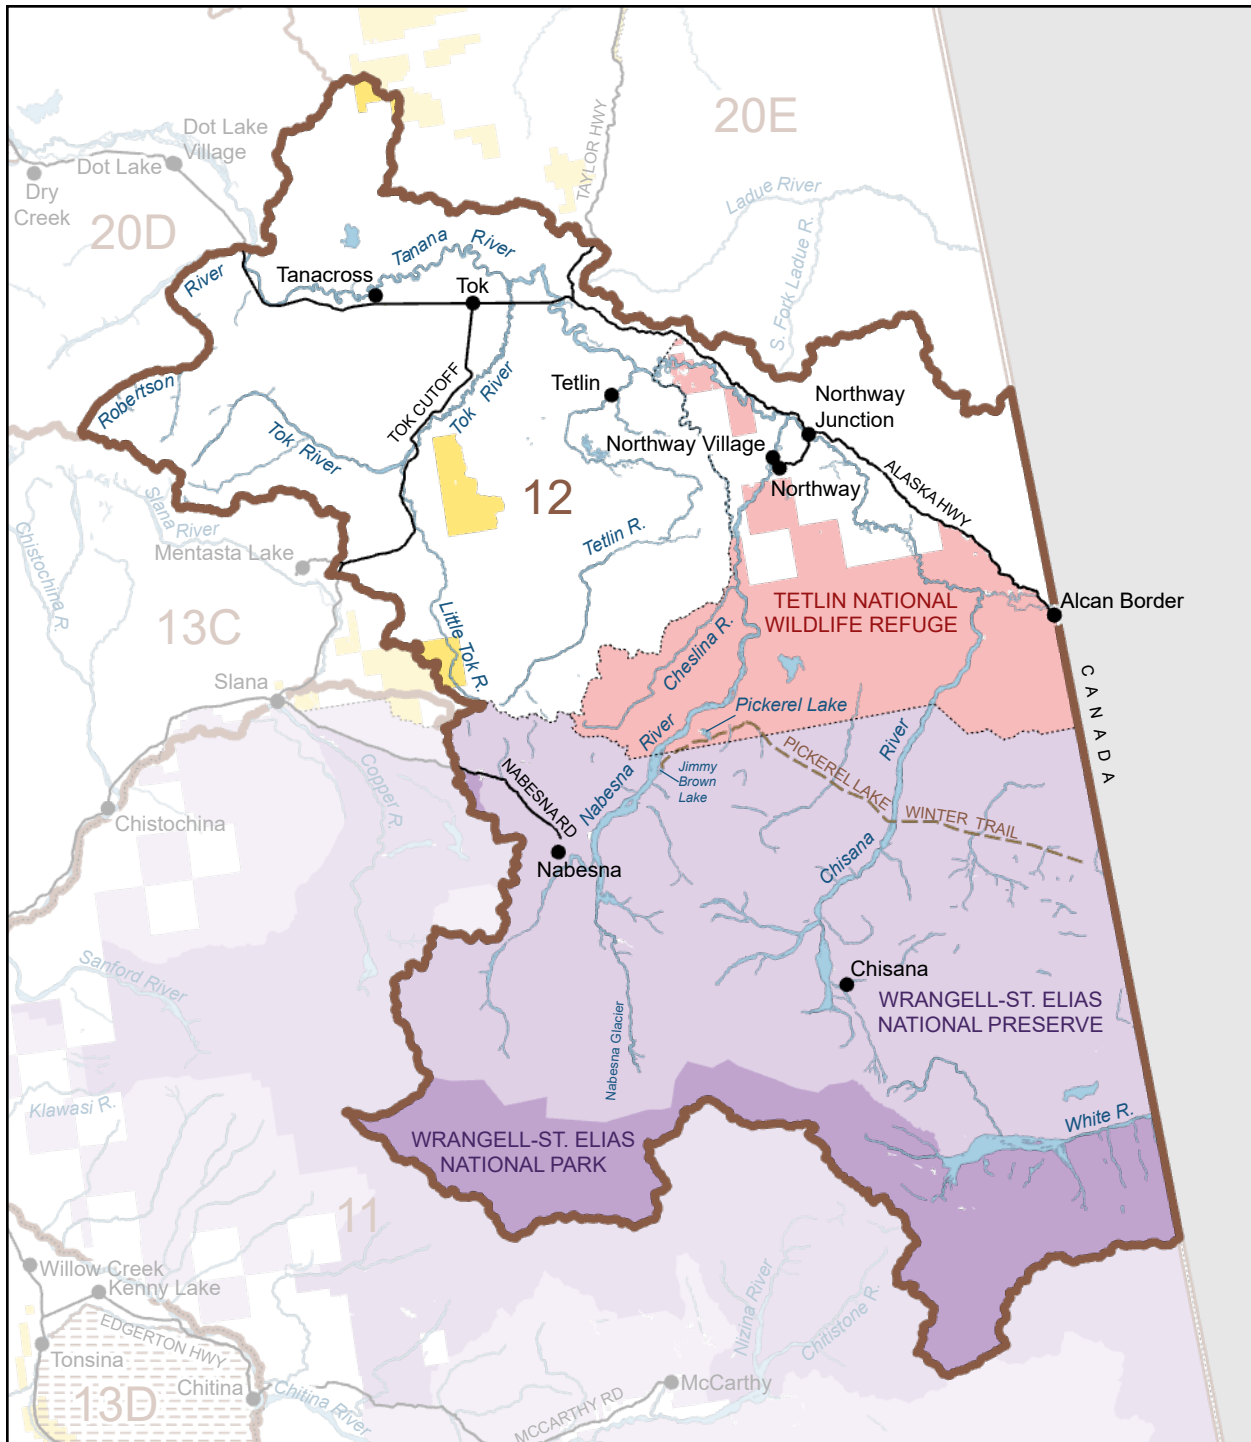 20E
TAYLOR HWY
Dot Lake
Village
Dot Lake
Dry
Creek
20D
Ladue River
S. Fork Ladue R.
River
Tanana
River
Tanacross
Tok
Robertson
TOK CUTOFF
Tok
River
Tok
River
Tetlin
Northway
Junction
Northway Village
Northway
ALASKA HWY
12
Slana
River
Chistochina R.
Mentasta Lake
Tetlin R.
13C
Little Tok R.
TETLIN NATIONAL
WILDLIFE REFUGE
Alcan Border
Cheslina R.
Slana
CANADA
Pickerel Lake
River
River
Nabesna
Jimmy
Brown
Lake
PICKEREL LAKE
WINTER TRAIL
Copper R.
NABESNA RD
Chistochina
Nabesna
Chisana
Sanford River
Chisana
WRANGELL-ST. ELIAS
NATIONAL PRESERVE
Nabesna Glacier
Klawasi R.
White R.
WRANGELL-ST. ELIAS
NATIONAL PARK
11
Willow Creek
Kenny Lake
Nizina River
Chitistone R.
EDGERTON HWY
Tonsina
13D
Chitina
Chitina River
McCarthy
MCCARTHY RD